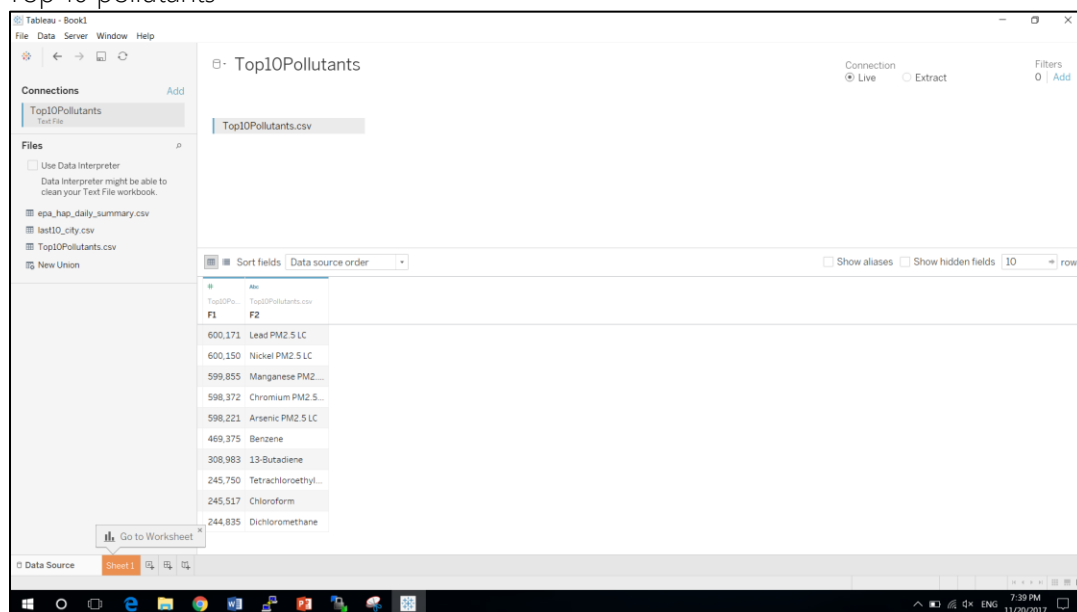 Top 10 pollutants
Tableau - Book1
File Data Server Window Help
Top10Pollutants
Connection
Live Extract
Filters
0 Add
Connections Add
Top10Pollutants
Text File
Top10Pollutants.csv
Files
Use Data Interpreter
Data Interpreter might be able to
clean your Text File workbook.
epa_hap_daily_summary.csv
last10_city.csv
Top10Pollutants.csv
New Union
Sort fields Data source order
Show aliases Show hidden fields 10 row
# Abc
Top10Po... Top10Pollutants.csv
F1 F2
600,171 Lead PM2.5 LC
600,150 Nickel PM2.5 LC
599,855 Manganese PM2....
598,372 Chromium PM2.5...
598,221 Arsenic PM2.5 LC
469,375 Benzene
308,983 13-Butadiene
245,750 Tetrachloroethyl...
245,517 Chloroform
244,835 Dichloromethane
Go to Worksheet
Data Source Sheet 1
ENG
7:39 PM
11/20/2017